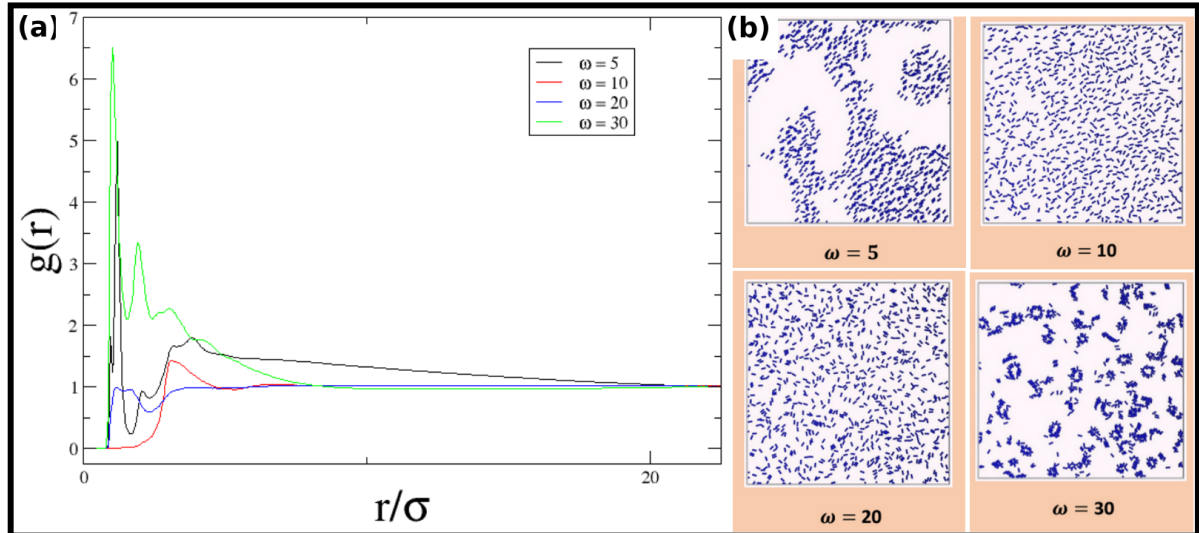 (a)
7
6
5
4
3
2
1
0
g(r)
0
20
r/σ
ω = 5
ω = 10
ω = 20
ω = 30
(b)
ω = 5
ω = 10
ω = 20
ω = 30